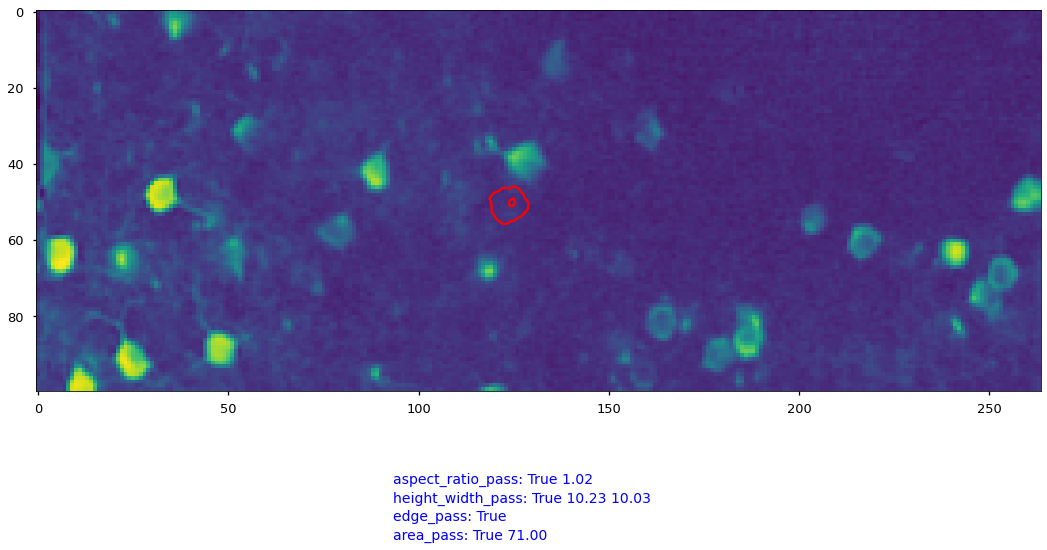 0
20
40
60
80
0 50 100 150 200 250
aspect_ratio_pass: True 1.02
height_width_pass: True 10.23 10.03
edge_pass: True
area_pass: True 71.00